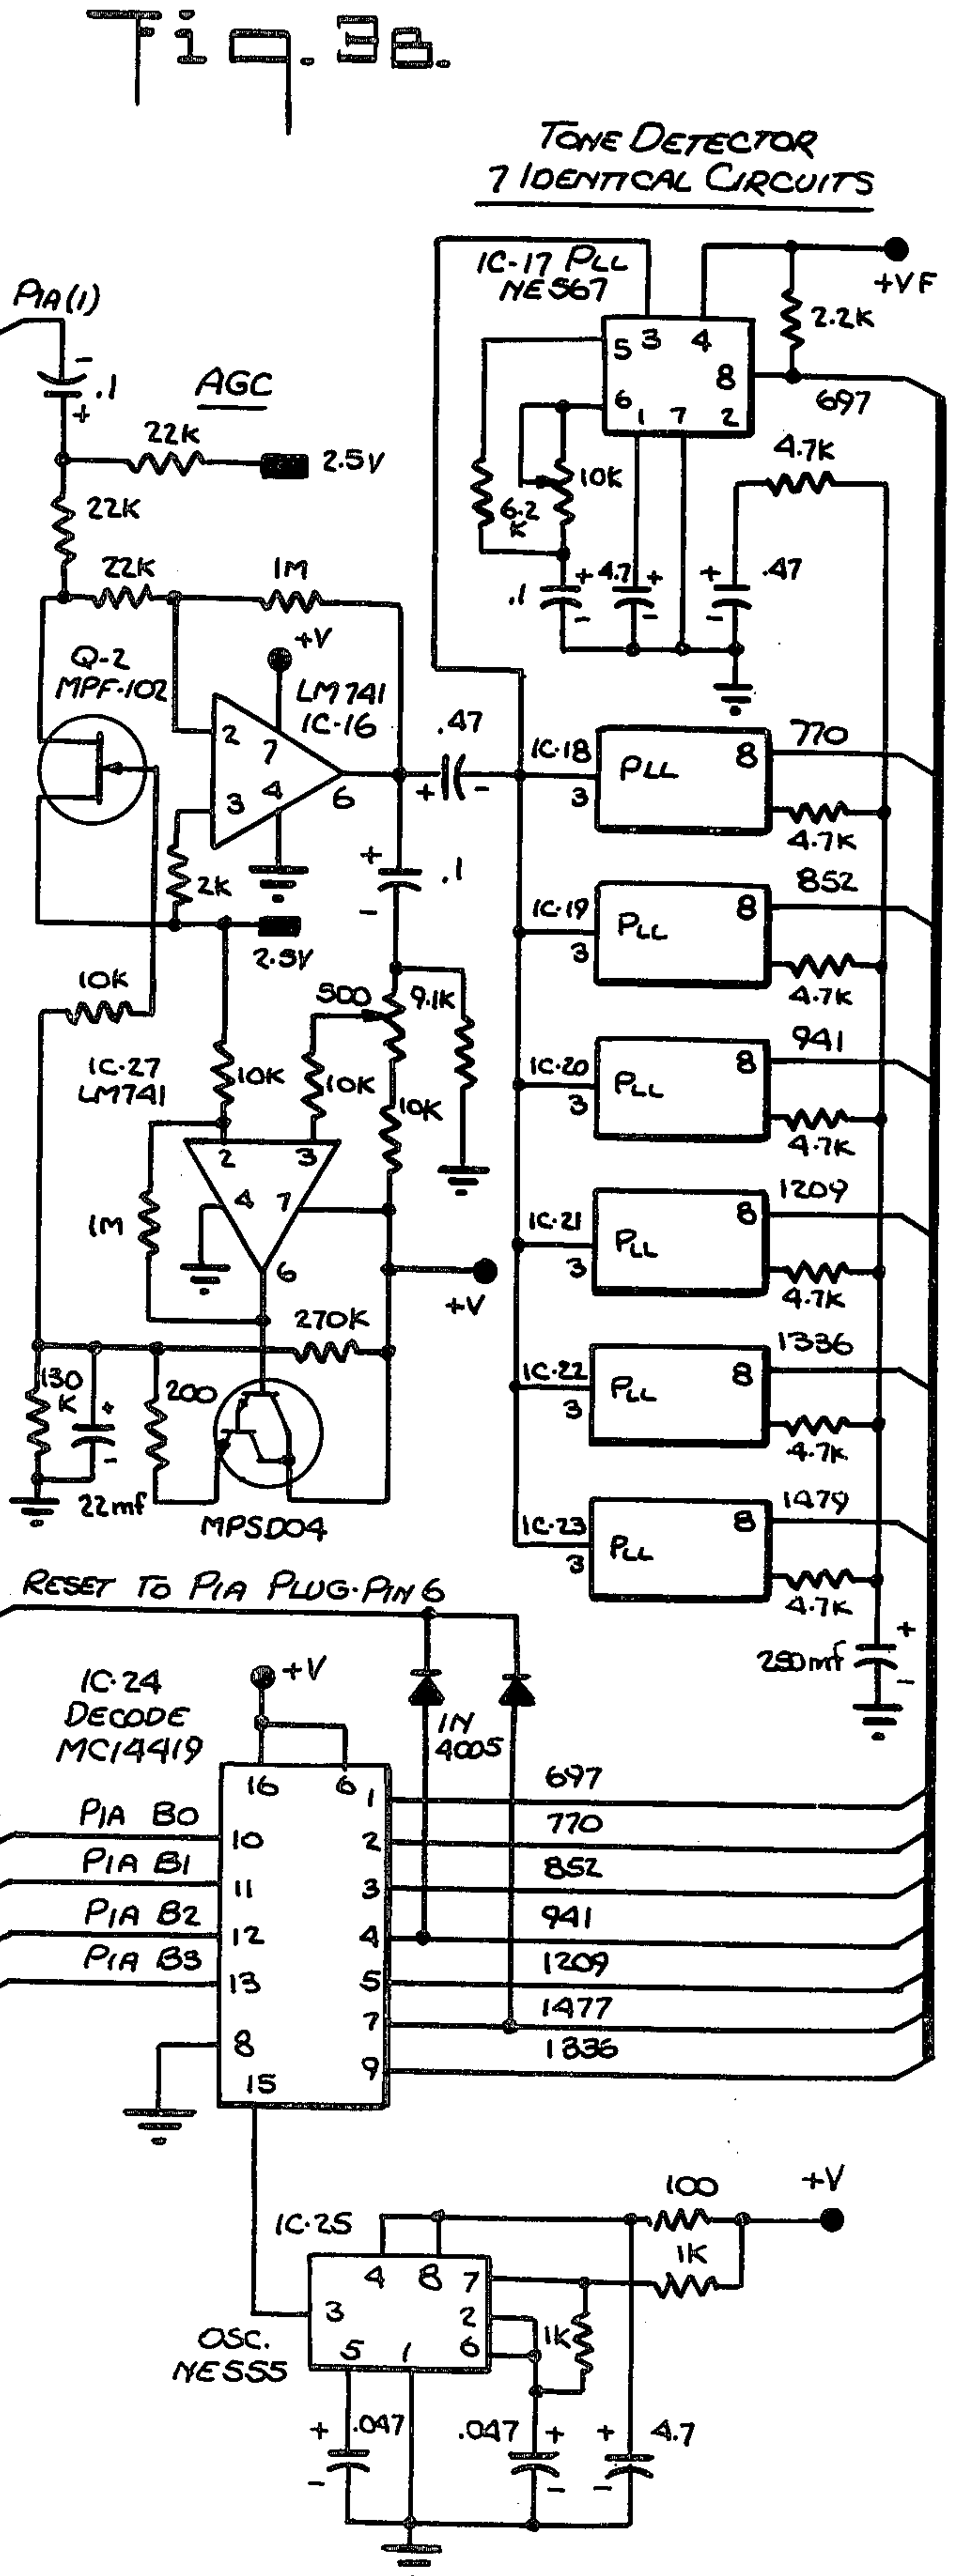 Fig. 3B.
TONE DETECTOR
7 IDENTICAL CIRCUITS
PIA(1)
IC-17 PLL
NE567
+VF
2.2K
5 3 4
8
6 1 7 2
697
- .1 +
AGC
22K
2.5V
4.7K
22K
10K
6.2
K
22K
1M
.1
+ -
4.7
+ -
+ .47 -
+V
Q-2
MPF-102
LM741
IC-16
2 7
3 4 6
.47
+ -
2K
2.5V
+ .1 -
IC-18
3
PLL
8
770
4.7K
IC-19
3
PLL
8
852
4.7K
IC-20
3
PLL
8
941
4.7K
IC-21
3
PLL
8
1209
4.7K
IC-22
3
PLL
8
1336
4.7K
IC-23
3
PLL
8
1479
4.7K
250mf
+ -
10K
500
9.1K
IC-27
LM741
10K
10K
10K
2 3
4 7
6
1M
+V
270K
130
K
+ -
22mf
200
MPSD04
RESET TO PIA PLUG-PIN 6
IC-24
DECODE
MC14419
+V
1N
4005
16 6
PIA B0
10
PIA B1
11
PIA B2
12
PIA B3
13
8
15
1
697
2
770
3
852
4
941
5
1209
7
1477
9
1336
IC-25
OSC.
NE555
100
+V
1K
4 8 7
3 2
5 1 6
1K
+ .047 -
.047 + -
+ 4.7 -